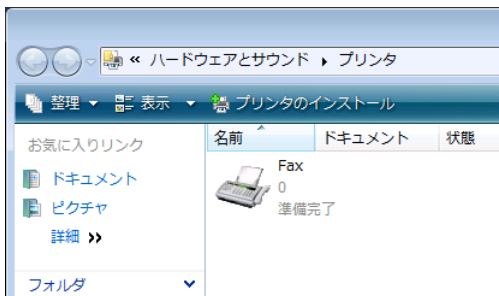 « ハードウェアとサウンド ▸ プリンタ
整理 ▼ 表示 ▼ プリンタのインストール
お気に入りリンク
ドキュメント
ピクチャ
詳細 »
フォルダ
名前 ドキュメント 状態
Fax
0
準備完了